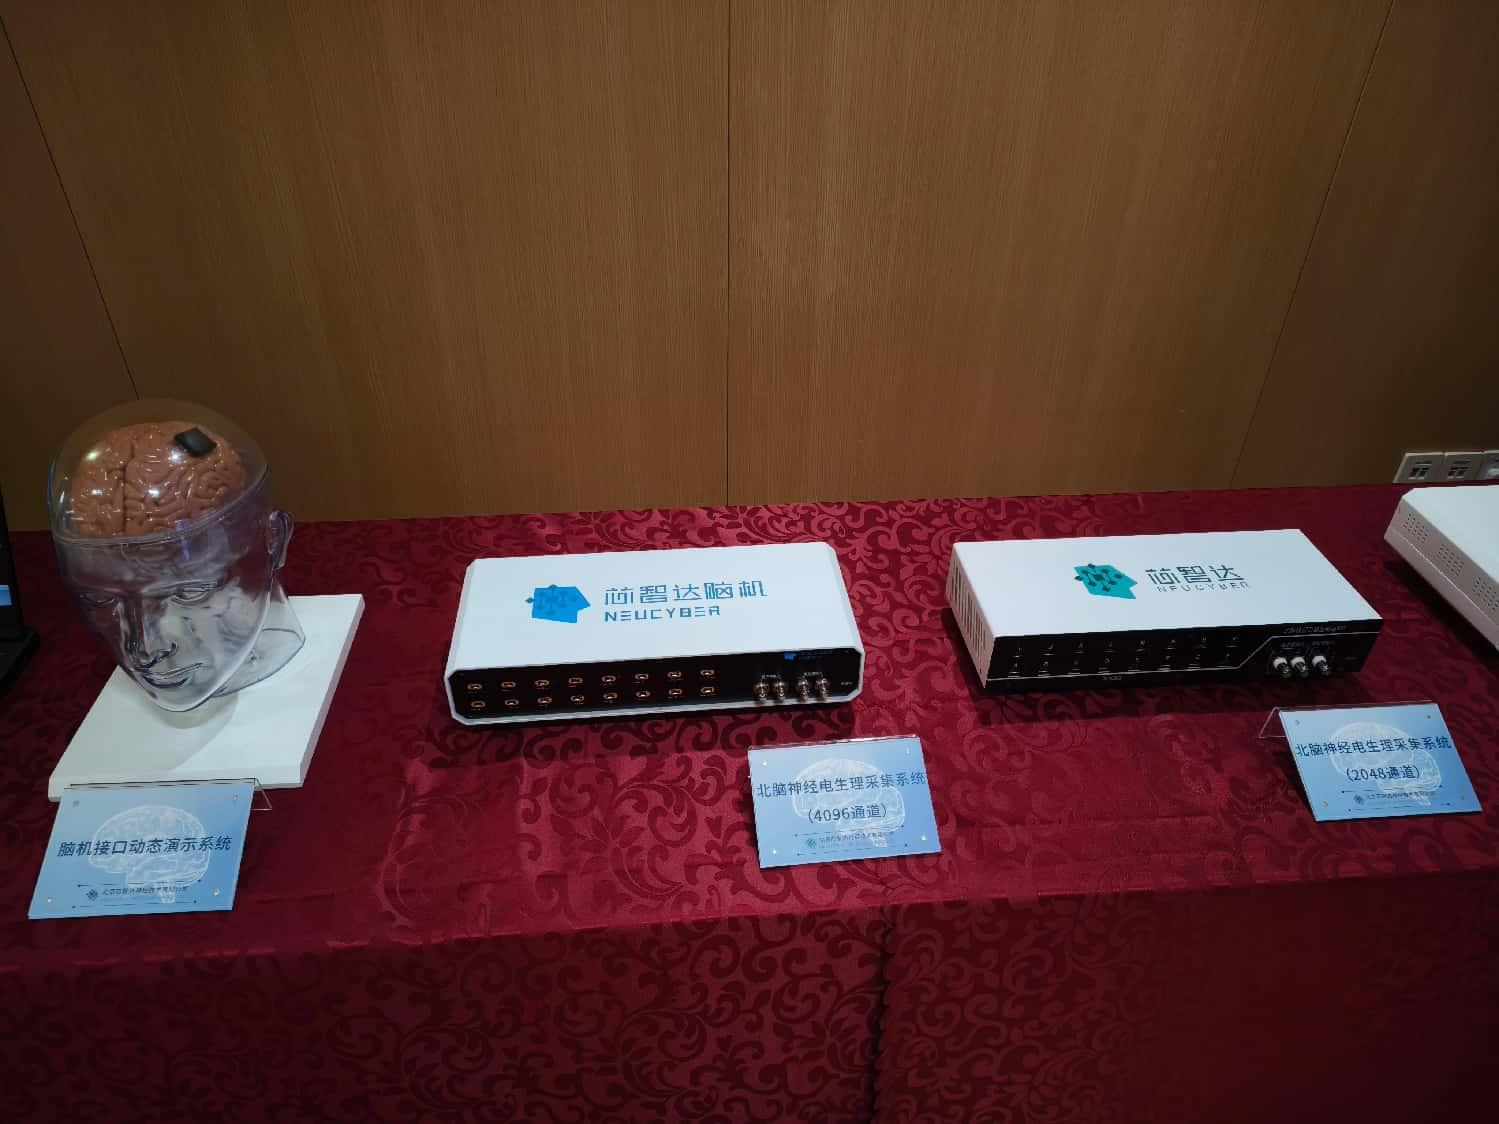 芯智达脑机
NEUCYBER
芯智达
NEUCYBER
脑机接口动态演示系统
北脑神经电生理采集系统
（4096通道）
北脑神经电生理采集系统
（2048通道）